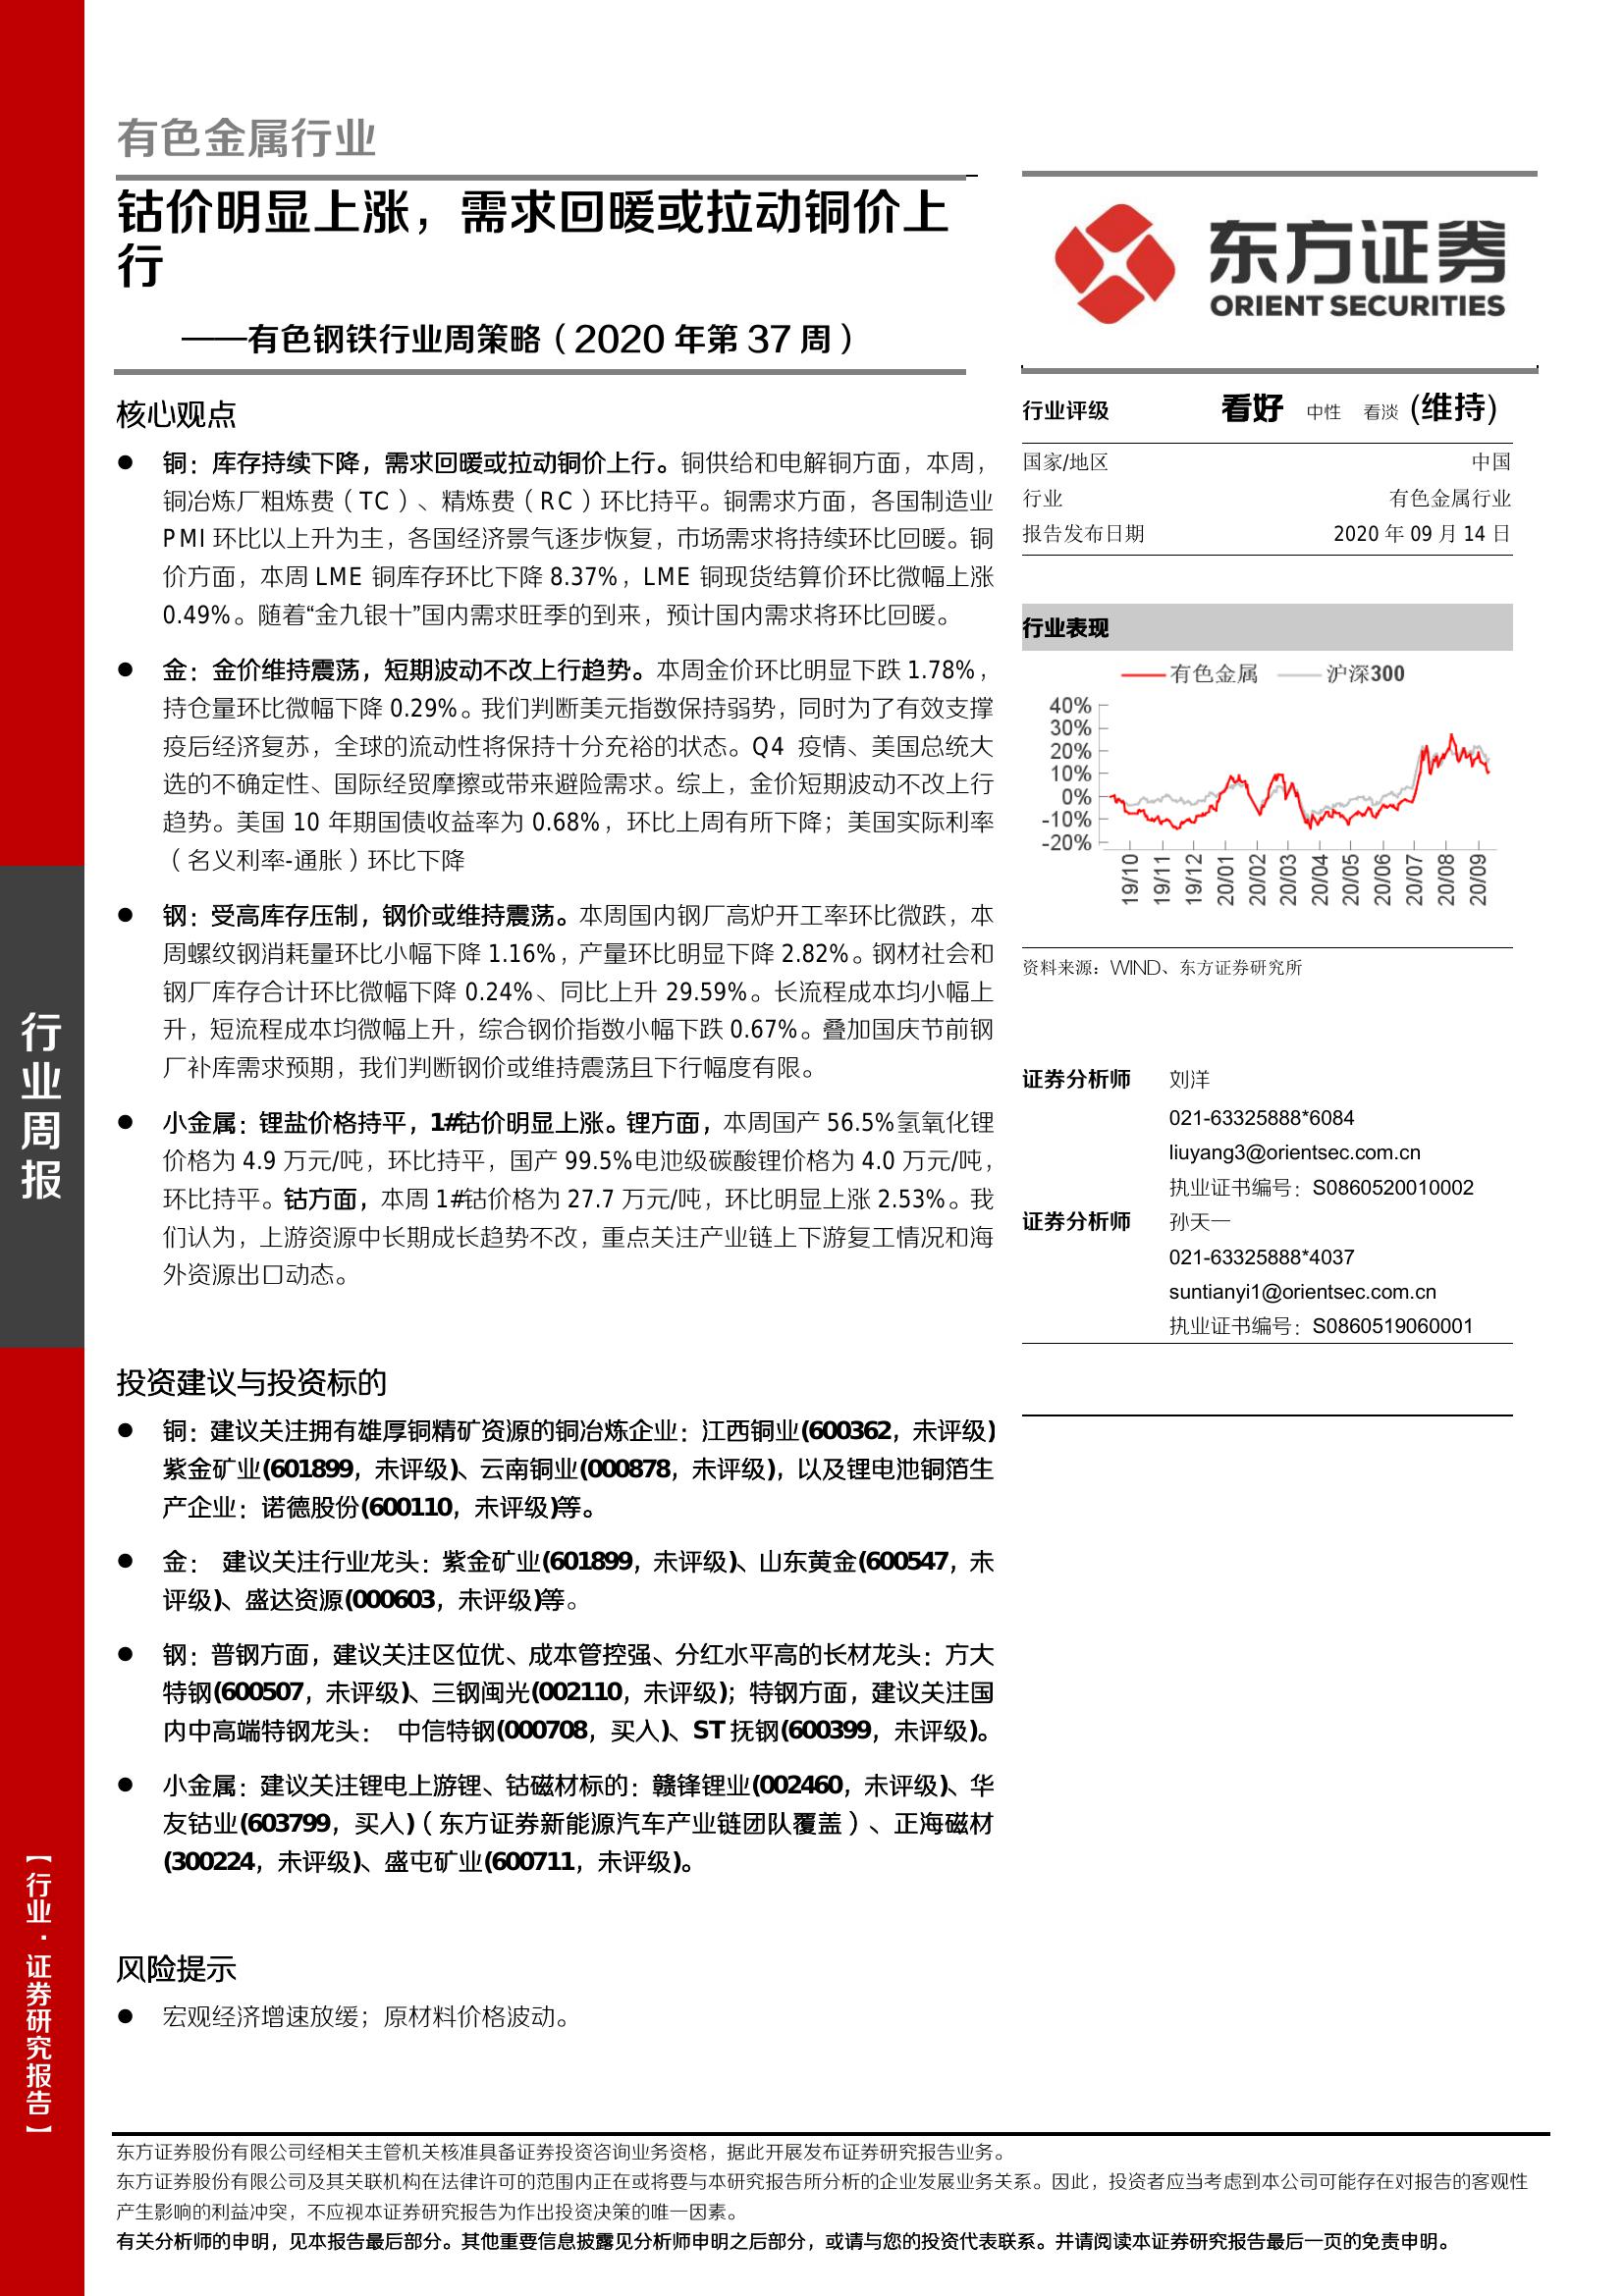 有色金属行业
钴价明显上涨，需求回暖或拉动铜价上
行
——有色钢铁行业周策略（2020 年第 37 周）
东方证券
ORIENT SECURITIES
核心观点
● 铜：库存持续下降，需求回暖或拉动铜价上行。铜供给和电解铜方面，本周，
铜冶炼厂粗炼费（TC）、精炼费（RC）环比持平。铜需求方面，各国制造业
PMI 环比以上升为主，各国经济景气逐步恢复，市场需求将持续环比回暖。铜
价方面，本周 LME 铜库存环比下降 8.37%，LME 铜现货结算价环比微幅上涨
0.49%。随着“金九银十”国内需求旺季的到来，预计国内需求将环比回暖。
● 金：金价维持震荡，短期波动不改上行趋势。本周金价环比明显下跌 1.78%，
持仓量环比微幅下降 0.29%。我们判断美元指数保持弱势，同时为了有效支撑
疫后经济复苏，全球的流动性将保持十分充裕的状态。Q4 疫情、美国总统大
选的不确定性、国际经贸摩擦或带来避险需求。综上，金价短期波动不改上行
趋势。美国 10 年期国债收益率为 0.68%，环比上周有所下降；美国实际利率
（名义利率-通胀）环比下降
● 钢：受高库存压制，钢价或维持震荡。本周国内钢厂高炉开工率环比微跌，本
周螺纹钢消耗量环比小幅下降 1.16%，产量环比明显下降 2.82%。钢材社会和
钢厂库存合计环比微幅下降 0.24%、同比上升 29.59%。长流程成本均小幅上
升，短流程成本均微幅上升，综合钢价指数小幅下跌 0.67%。叠加国庆节前钢
厂补库需求预期，我们判断钢价或维持震荡且下行幅度有限。
● 小金属：锂盐价格持平，1#钴价明显上涨。锂方面，本周国产 56.5%氢氧化锂
价格为 4.9 万元/吨，环比持平，国产 99.5%电池级碳酸锂价格为 4.0 万元/吨，
环比持平。钴方面，本周 1#钴价格为 27.7 万元/吨，环比明显上涨 2.53%。我
们认为，上游资源中长期成长趋势不改，重点关注产业链上下游复工情况和海
外资源出口动态。
投资建议与投资标的
● 铜：建议关注拥有雄厚铜精矿资源的铜冶炼企业：江西铜业(600362，未评级)
紫金矿业(601899，未评级)、云南铜业(000878，未评级)，以及锂电池铜箔生
产企业：诺德股份(600110，未评级)等。
● 金： 建议关注行业龙头：紫金矿业(601899，未评级)、山东黄金(600547，未
评级)、盛达资源(000603，未评级)等。
● 钢：普钢方面，建议关注区位优、成本管控强、分红水平高的长材龙头：方大
特钢(600507，未评级)、三钢闽光(002110，未评级)；特钢方面，建议关注国
内中高端特钢龙头： 中信特钢(000708，买入)、ST 抚钢(600399，未评级)。
● 小金属：建议关注锂电上游锂、钴磁材标的：赣锋锂业(002460，未评级)、华
友钴业(603799，买入)（东方证券新能源汽车产业链团队覆盖）、正海磁材
(300224，未评级)、盛屯矿业(600711，未评级)。
风险提示
● 宏观经济增速放缓；原材料价格波动。
行业评级 看好 中性 看淡 (维持)
国家/地区 中国
行业 有色金属行业
报告发布日期 2020 年 09 月 14 日
行业表现
有色金属 沪深300
40%
30%
20%
10%
0%
-10%
-20%
19/10 19/11 19/12 20/01 20/02 20/03 20/04 20/05 20/06 20/07 20/08 20/09
资料来源：WIND、东方证券研究所
证券分析师 刘洋
021-63325888*6084
liuyang3@orientsec.com.cn
执业证书编号：S0860520010002
证券分析师 孙天一
021-63325888*4037
suntianyi1@orientsec.com.cn
执业证书编号：S0860519060001
行业周报
【行业·证券研究报告】
东方证券股份有限公司经相关主管机关核准具备证券投资咨询业务资格，据此开展发布证券研究报告业务。
东方证券股份有限公司及其关联机构在法律许可的范围内正在或将要与本研究报告所分析的企业发展业务关系。因此，投资者应当考虑到本公司可能存在对报告的客观性
产生影响的利益冲突，不应视本证券研究报告为作出投资决策的唯一因素。
有关分析师的申明，见本报告最后部分。其他重要信息披露见分析师申明之后部分，或请与您的投资代表联系。并请阅读本证券研究报告最后一页的免责申明。